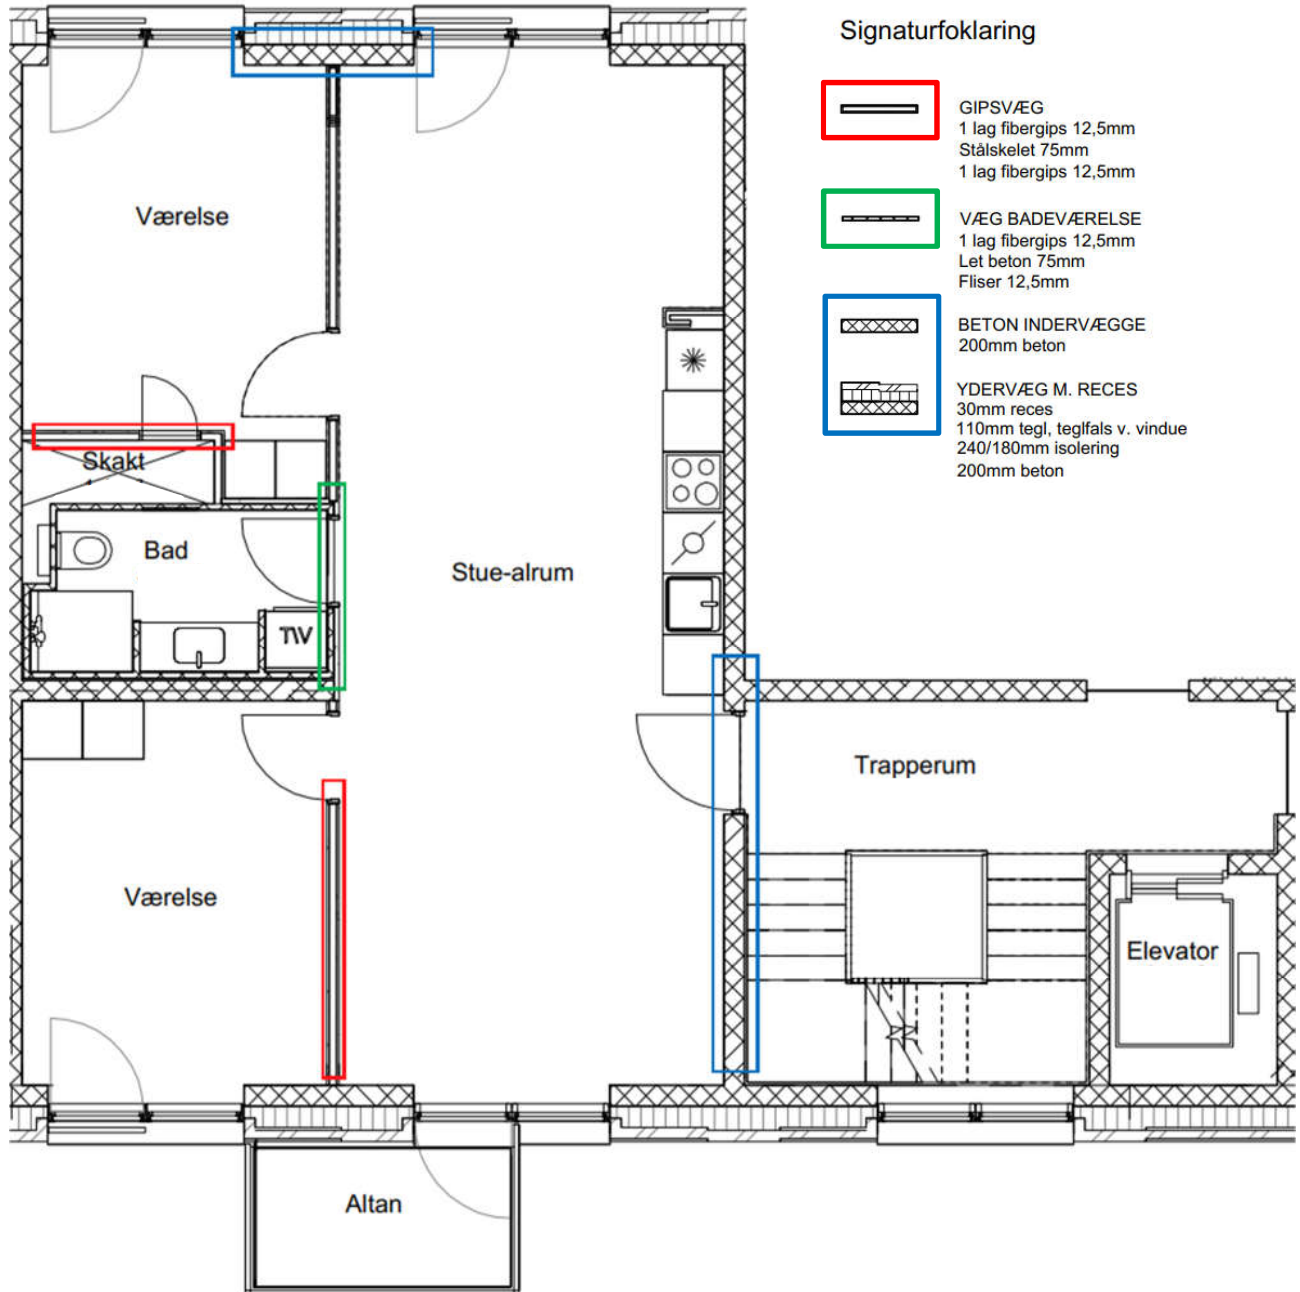 Signaturfoklaring
GIPSVÆG
1 lag fibergips 12,5mm
Stålskelet 75mm
1 lag fibergips 12,5mm
VÆG BADEVÆRELSE
1 lag fibergips 12,5mm
Let beton 75mm
Fliser 12,5mm
BETON INDERVÆGGE
200mm beton
YDERVÆG M. RECES
30mm reces
110mm tegl, teglfals v. vindue
240/180mm isolering
200mm beton
Værelse
Skakt
Bad
Stue-alrum
Trapperum
Værelse
Elevator
Altan